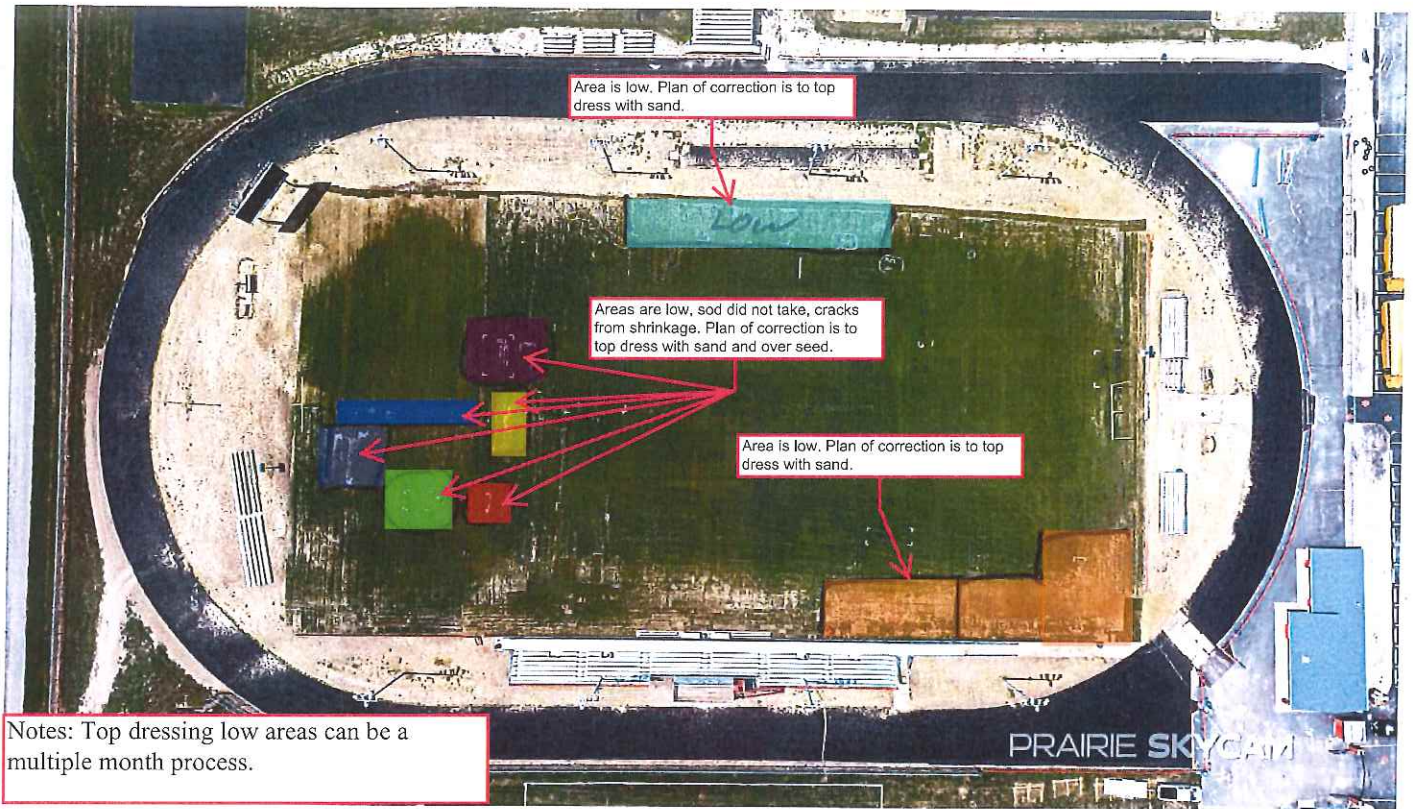 Area is low. Plan of correction is to top
dress with sand.
LOW
Areas are low, sod did not take, cracks
from shrinkage. Plan of correction is to
top dress with sand and over seed.
Area is low. Plan of correction is to top
dress with sand.
Notes: Top dressing low areas can be a
multiple month process.
PRAIRIE SKYCAM